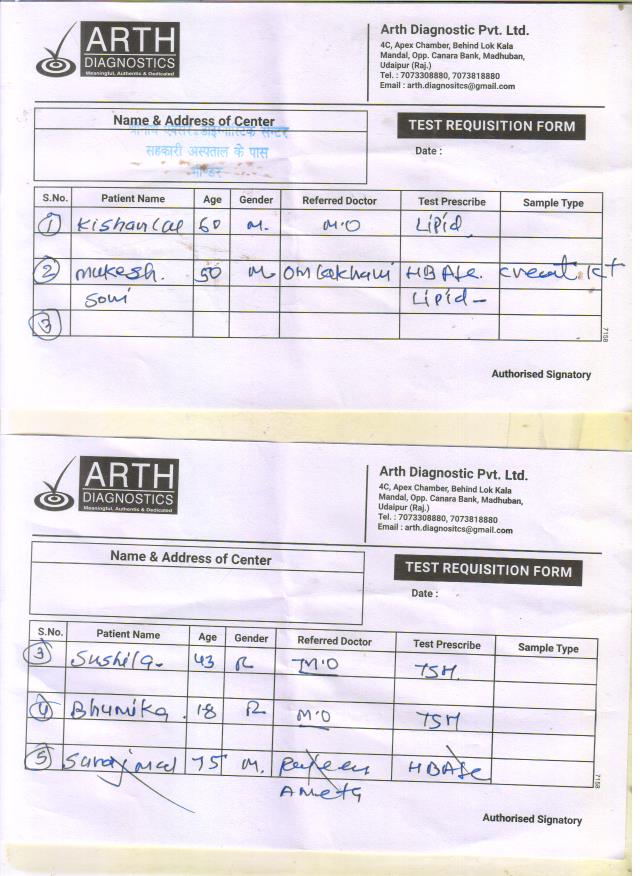 ARTH
DIAGNOSTICS
Meaningful, Authentic & Dedicated
Arth Diagnostic Pvt. Ltd.
4C, Apex Chamber, Behind Lok Kala
Mandal, Opp. Canara Bank, Madhuban,
Udaipur (Raj.)
Tel. : 7073308880, 7073818880
Email : arth.diagnositcs@gmail.com
Name & Address of Center
सहकारी अस्पताल के पास
TEST REQUISITION FORM
Date :
S.No. Patient Name Age Gender Referred Doctor Test Prescribe Sample Type
1 Kishanlal 60 M. M.O Lipid
2 Mukesh. 50 M HBA1c.
Soni Lipid -
3
7158
Authorised Signatory
ARTH
DIAGNOSTICS
Meaningful, Authentic & Dedicated
Arth Diagnostic Pvt. Ltd.
4C, Apex Chamber, Behind Lok Kala
Mandal, Opp. Canara Bank, Madhuban,
Udaipur (Raj.)
Tel. : 7073308880, 7073818880
Email : arth.diagnositcs@gmail.com
Name & Address of Center
TEST REQUISITION FORM
Date :
S.No. Patient Name Age Gender Referred Doctor Test Prescribe Sample Type
3 Sushila. 43 M.O TSH
4 Bhumika. 18 M.O TSH
5 Surajmal 75 M. HBA1c
Ameta
7158
Authorised Signatory